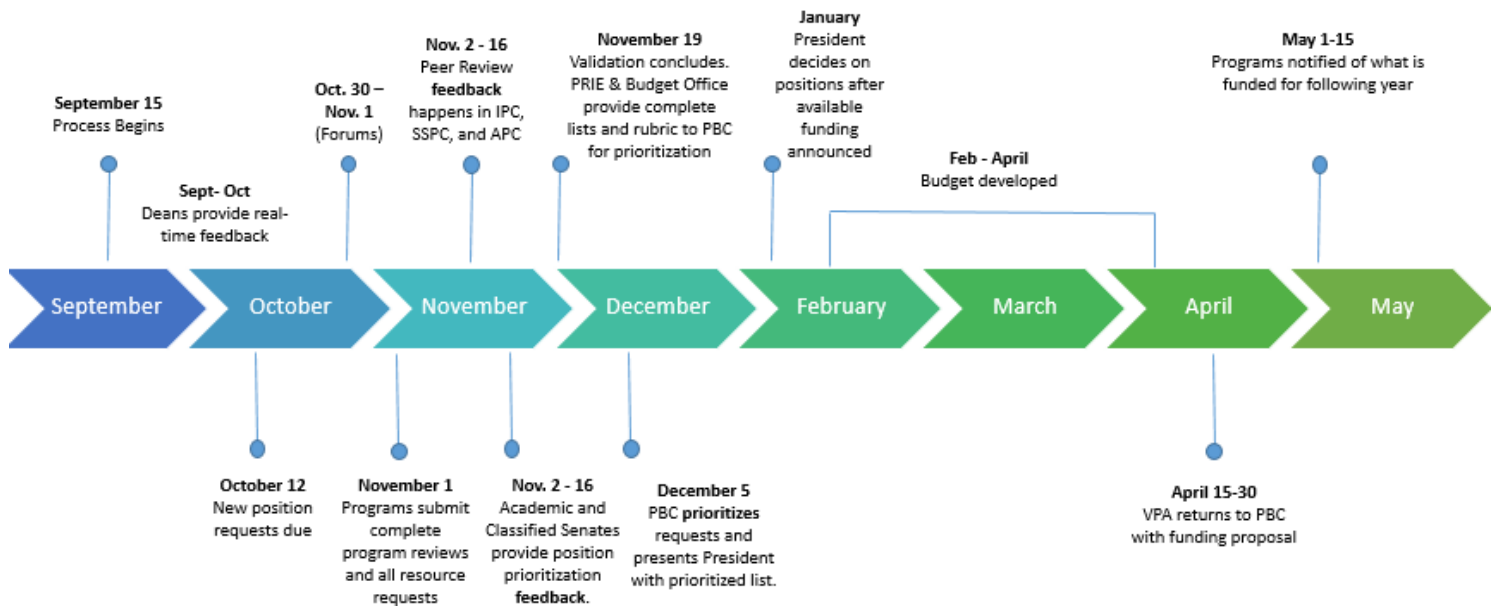 September 15
Process Begins
Sept- Oct
Deans provide real-
time feedback
Oct. 30 –
Nov. 1
(Forums)
Nov. 2 - 16
Peer Review
feedback
happens in IPC,
SSPC, and APC
November 19
Validation concludes.
PRIE & Budget Office
provide complete
lists and rubric to PBC
for prioritization
January
President
decides on
positions after
available
funding
announced
Feb - April
Budget developed
May 1-15
Programs notified of what is
funded for following year
September
October
November
December
February
March
April
May
October 12
New position
requests due
November 1
Programs submit
complete
program reviews
and all resource
requests
Nov. 2 - 16
Academic and
Classified Senates
provide position
prioritization
feedback.
December 5
PBC prioritizes
requests and
presents President
with prioritized list.
April 15-30
VPA returns to PBC
with funding proposal